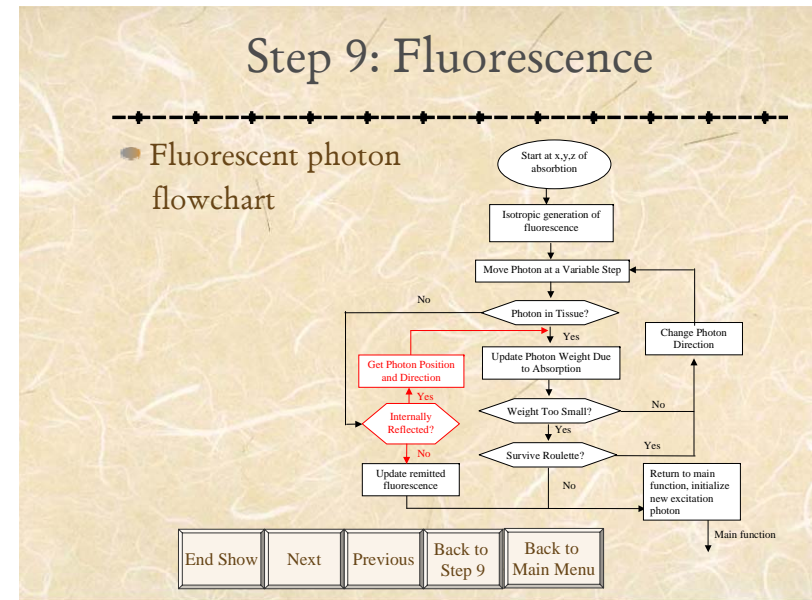 Step 9: Fluorescence
Fluorescent photon
flowchart
Start at x,y,z of
absorbtion
Isotropic generation of
fluorescence
Move Photon at a Variable Step
No
Photon in Tissue?
Yes
Change Photon
Direction
Get Photon Position
and Direction
Update Photon Weight Due
to Absorption
Yes
Internally
Reflected?
Weight Too Small?
No
Yes
No
Survive Roulette?
Yes
Update remitted
fluorescence
No
Return to main
function, initialize
new excitation
photon
Main function
End Show
Next
Previous
Back to
Step 9
Back to
Main Menu